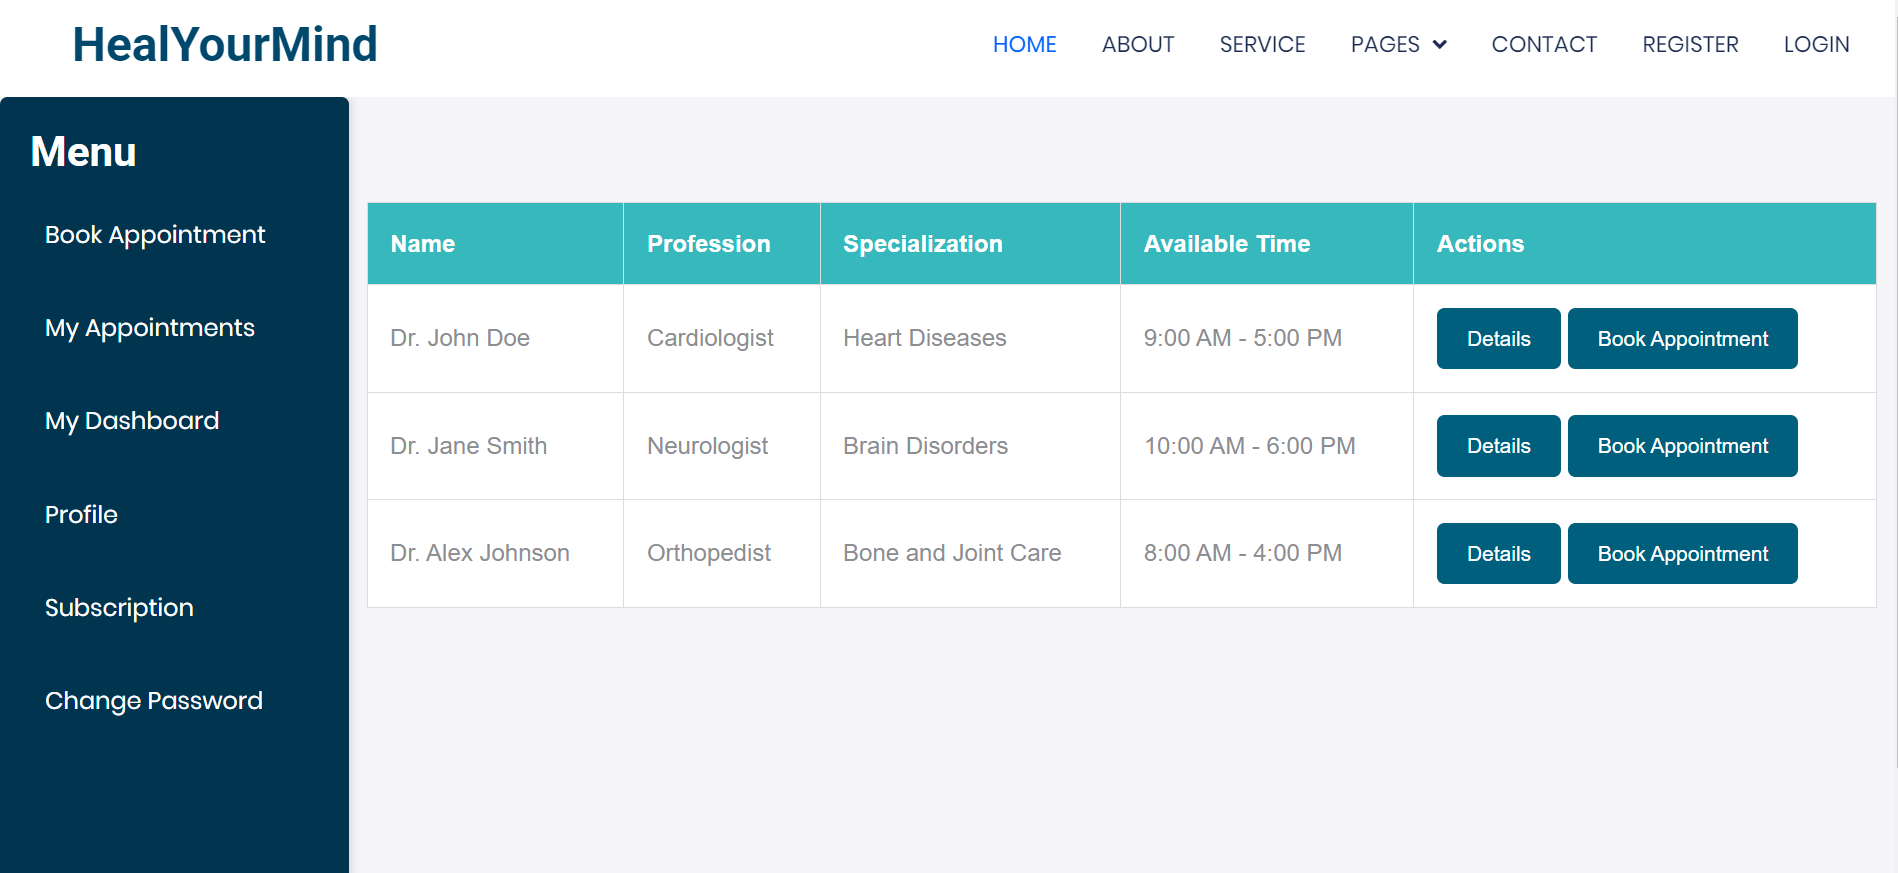 HealYourMind
HOME ABOUT SERVICE PAGES CONTACT REGISTER LOGIN
Menu
Book Appointment
My Appointments
My Dashboard
Profile
Subscription
Change Password
Name Profession Specialization Available Time Actions
Dr. John Doe Cardiologist Heart Diseases 9:00 AM - 5:00 PM Details Book Appointment
Dr. Jane Smith Neurologist Brain Disorders 10:00 AM - 6:00 PM Details Book Appointment
Dr. Alex Johnson Orthopedist Bone and Joint Care 8:00 AM - 4:00 PM Details Book Appointment